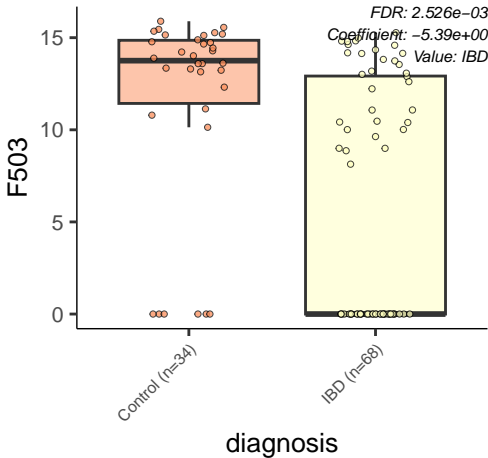 FDR: 2.526e−03
Coefficient: −5.39e+00
Value: IBD
F503
15
10
5
0
Control (n=34)
IBD (n=68)
diagnosis